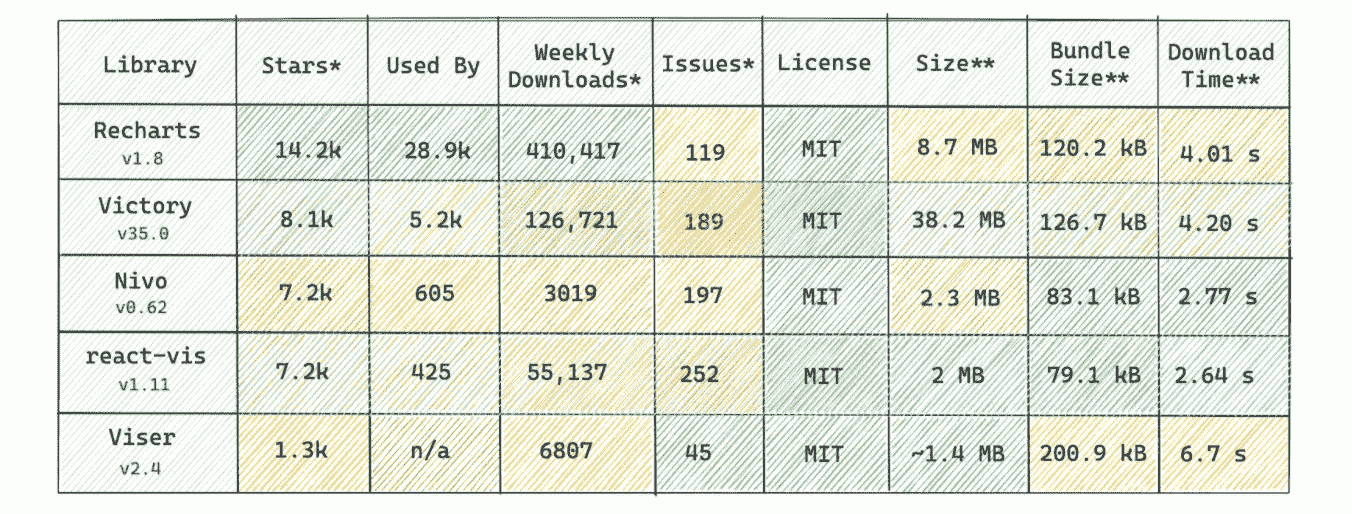 Library Stars* Used By Weekly Downloads* Issues* License Size** Bundle Size** Download Time**
Recharts v1.8 14.2k 28.9k 410,417 119 MIT 8.7 MB 120.2 kB 4.01 s
Victory v35.0 8.1k 5.2k 126,721 189 MIT 38.2 MB 126.7 kB 4.20 s
Nivo v0.62 7.2k 605 3019 197 MIT 2.3 MB 83.1 kB 2.77 s
react-vis v1.11 7.2k 425 55,137 252 MIT 2 MB 79.1 kB 2.64 s
Viser v2.4 1.3k n/a 6807 45 MIT ~1.4 MB 200.9 kB 6.7 s